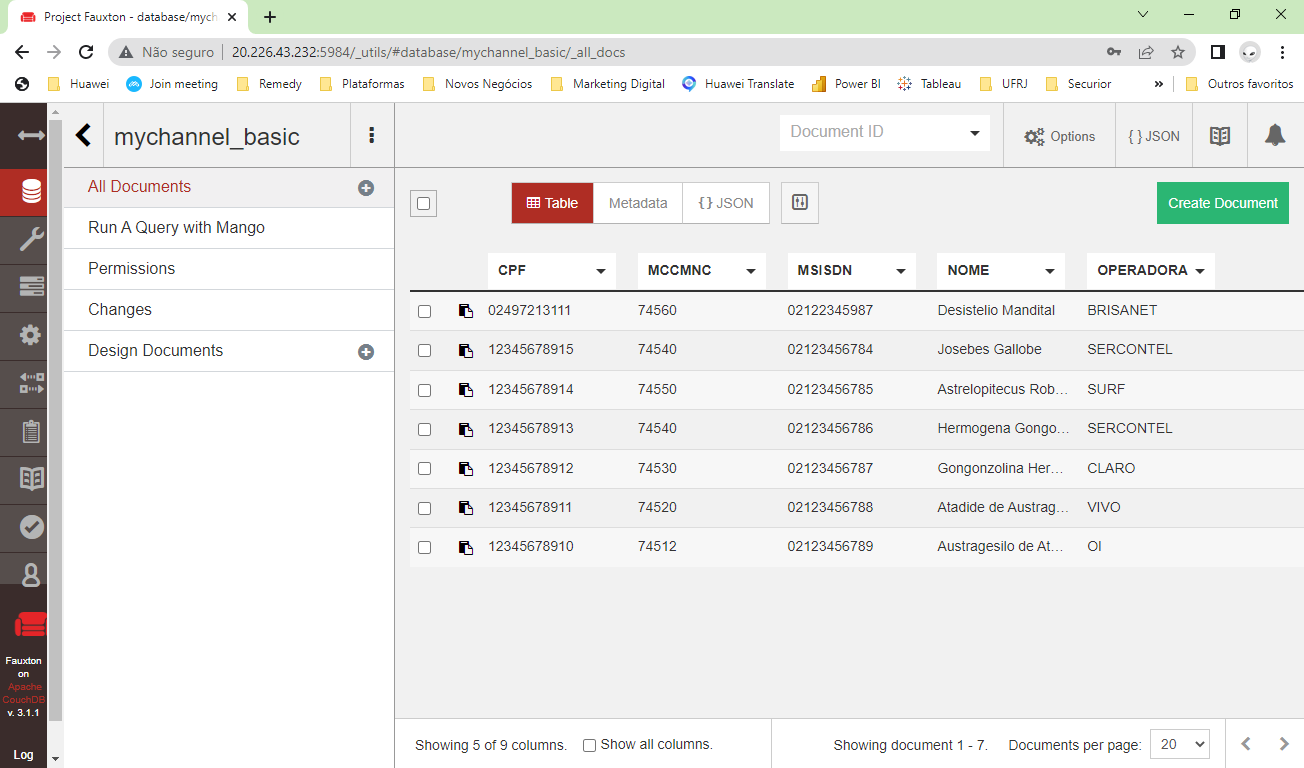 Project Fauxton - database/mych
Não seguro
20.226.43.232:5984/_utils/#database/mychannel_basic/_all_docs
Huawei
Join meeting
Remedy
Plataformas
Novos Negócios
Marketing Digital
Huawei Translate
Power BI
Tableau
UFRJ
Securior
»
Outros favoritos
mychannel_basic
Document ID
Options
{ } JSON
All Documents
Run A Query with Mango
Permissions
Changes
Design Documents
Table
Metadata
{ } JSON
Create Document
CPF MCCMNC MSISDN NOME OPERADORA
02497213111 74560 02122345987 Desistelio Mandital BRISANET
12345678915 74540 02123456784 Josebes Gallobe SERCONTEL
12345678914 74550 02123456785 Astrelopitecus Rob... SURF
12345678913 74540 02123456786 Hermogena Gongo... SERCONTEL
12345678912 74530 02123456787 Gongonzolina Her... CLARO
12345678911 74520 02123456788 Atadide de Austrag... VIVO
12345678910 74512 02123456789 Austragesilo de At... OI
Fauxton
on
Apache
CouchDB
v. 3.1.1
Log
Showing 5 of 9 columns.
Show all columns.
Showing document 1 - 7.
Documents per page:
20